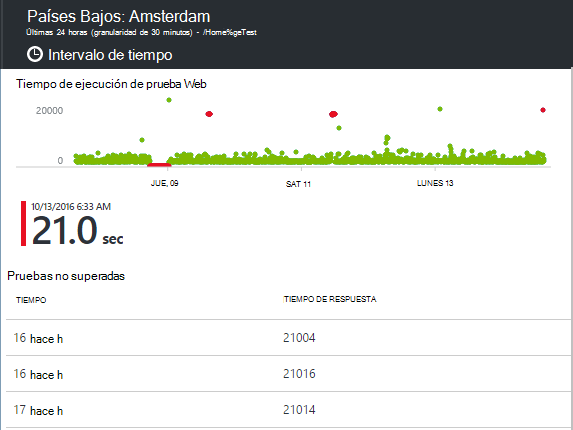 Países Bajos: Amsterdam
Últimas 24 horas (granularidad de 30 minutos) - /Home%geTest
Intervalo de tiempo
Tiempo de ejecución de prueba Web
20000
0
JUE, 09
SAT 11
LUNES 13
10/13/2016 6:33 AM
21.0 sec
Pruebas no superadas
TIEMPO TIEMPO DE RESPUESTA
16 hace h 21004
16 hace h 21016
17 hace h 21014